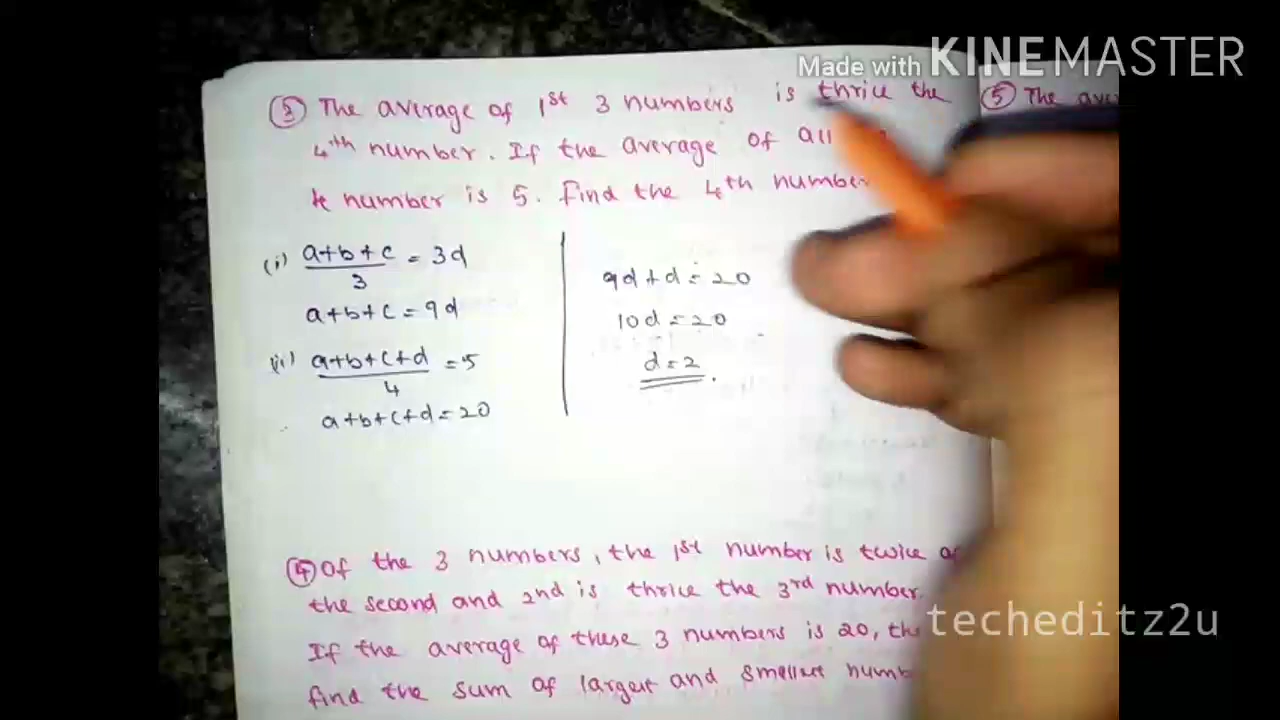 Made with KINEMASTER
③ The average of 1st 3 numbers is thrice the
4th number. If the average of all
4 number is 5. Find the 4th number
(i) a+b+c/3 = 3d
a+b+c = 9d
(ii) a+b+c+d/4 = 5
a+b+c+d = 20
9d+d = 20
10d = 20
d = 2.
④ Of the 3 numbers, the 1st number is twice
the second and 2nd is thrice the 3rd number.
If the average of these 3 numbers is 20,
find the sum of largest and smallest
⑤ The
techeditz2u